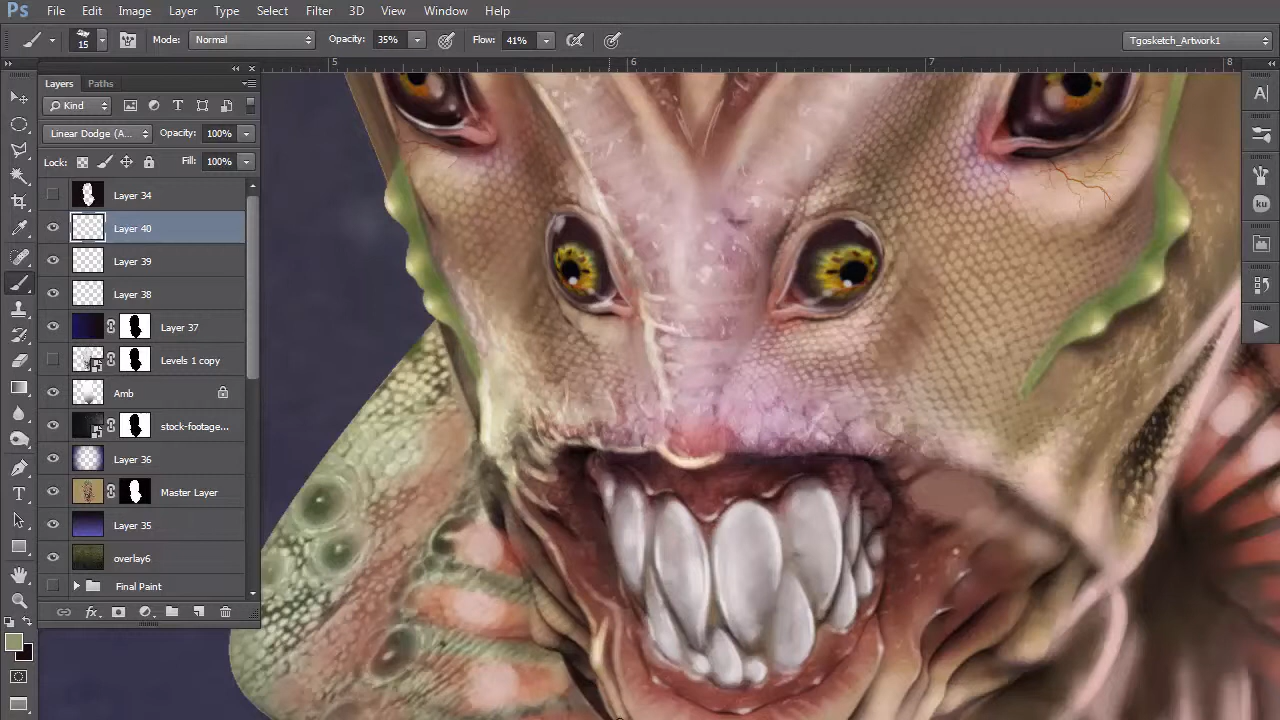 Ps File Edit Image Layer Type Select Filter 3D View Window Help
15 Mode: Normal Opacity: 35% Flow: 41% Tgosketch_Artwork1
Layers Paths
5 6 7 8
Kind
Linear Dodge (A... Opacity: 100%
Lock: Fill: 100%
Layer 34
Layer 40
Layer 39
Layer 38
Layer 37
Levels 1 copy
Amb
stock-footage...
Layer 36
Master Layer
Layer 35
overlay6
Final Paint
fx
A
ku
T